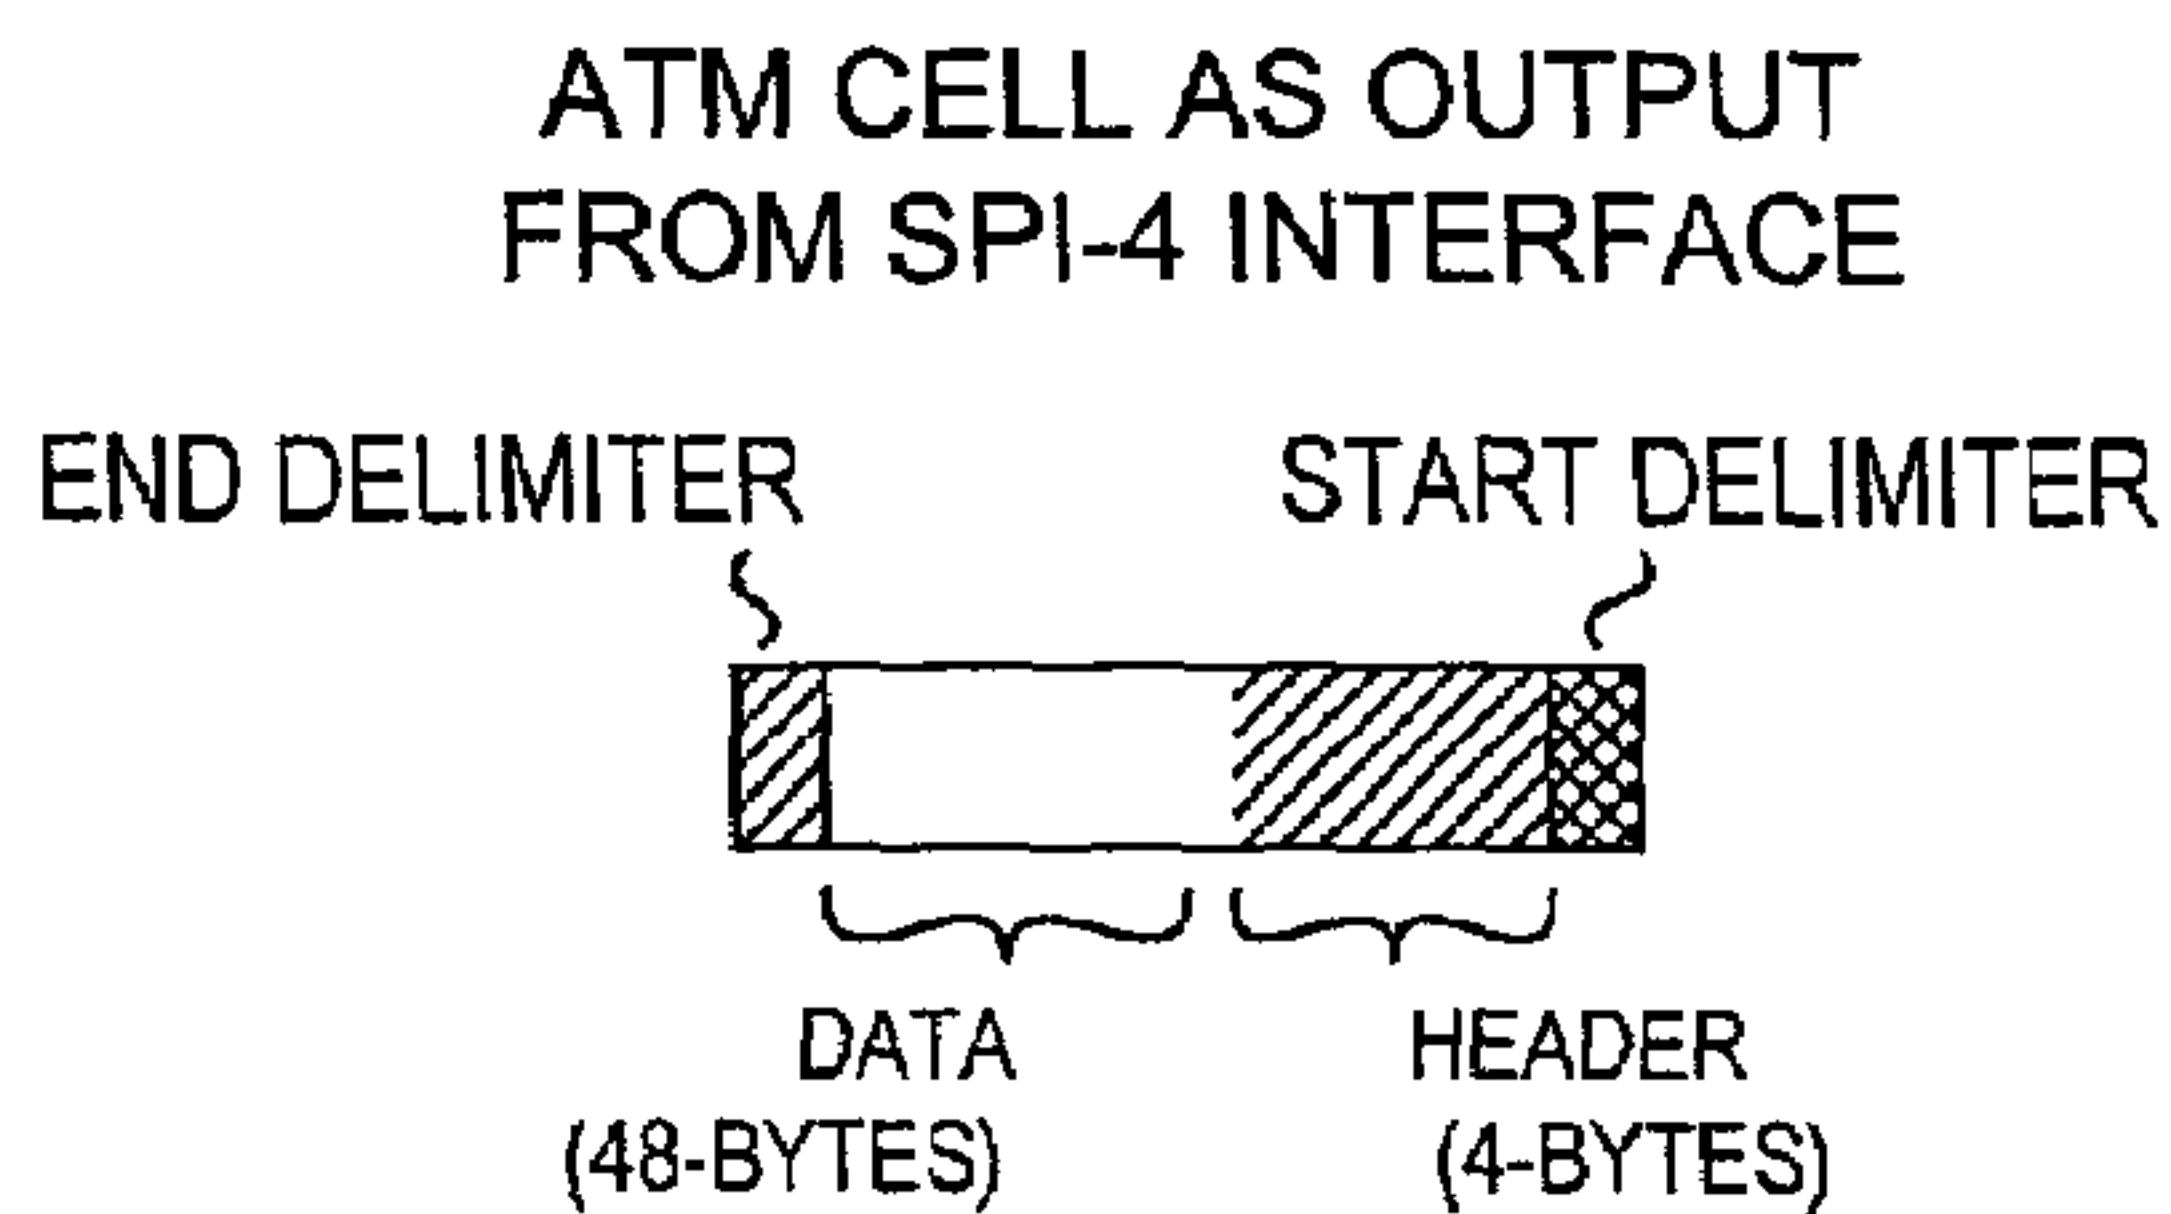 ATM CELL AS OUTPUT
FROM SPI-4 INTERFACE
END DELIMITER
START DELIMITER
DATA
(48-BYTES)
HEADER
(4-BYTES)